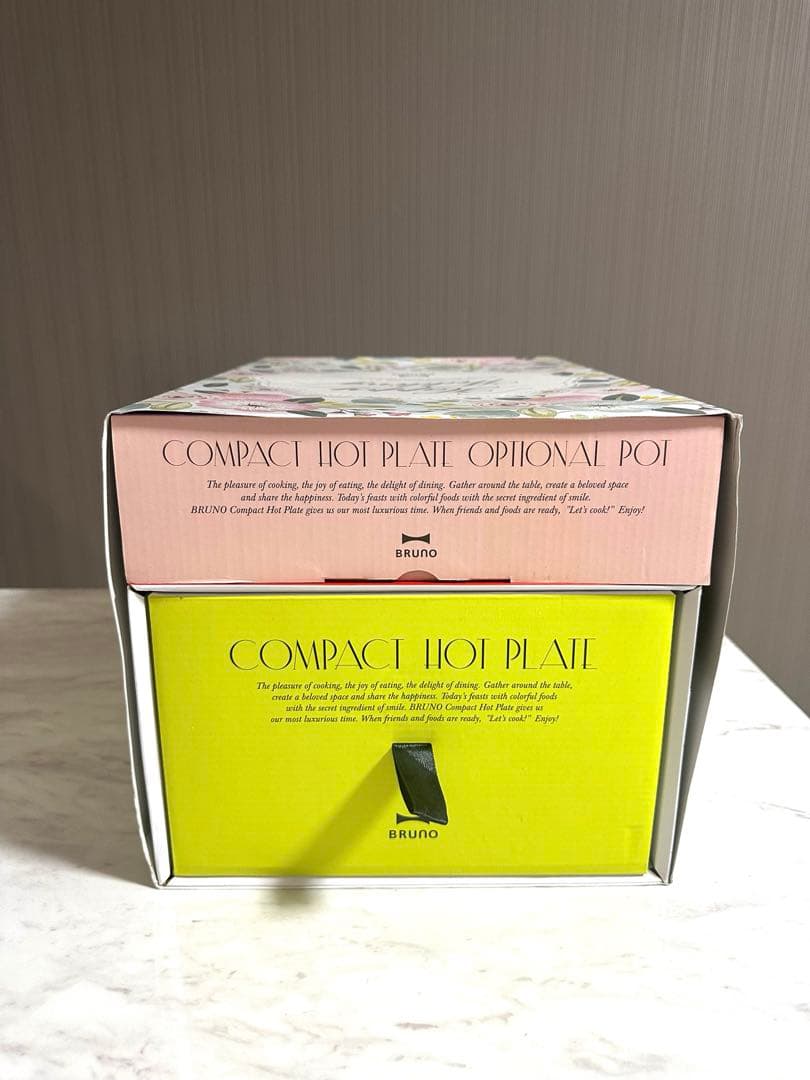 COMPACT HOT PLATE OPTIONAL POT
The pleasure of cooking, the joy of eating, the delight of dining. Gather around the table, create a beloved space
and share the happiness. Today's feasts with colorful foods with the secret ingredient of smile.
BRUNO Compact Hot Plate gives us our most luxurious time. When friends and foods are ready, "Let's cook!" Enjoy!
BRUNO
COMPACT HOT PLATE
The pleasure of cooking, the joy of eating, the delight of dining. Gather around the table,
create a beloved space and share the happiness. Today's feasts with colorful foods
with the secret ingredient of smile. BRUNO Compact Hot Plate gives us
our most luxurious time. When friends and foods are ready, "Let's cook!" Enjoy!
BRUNO